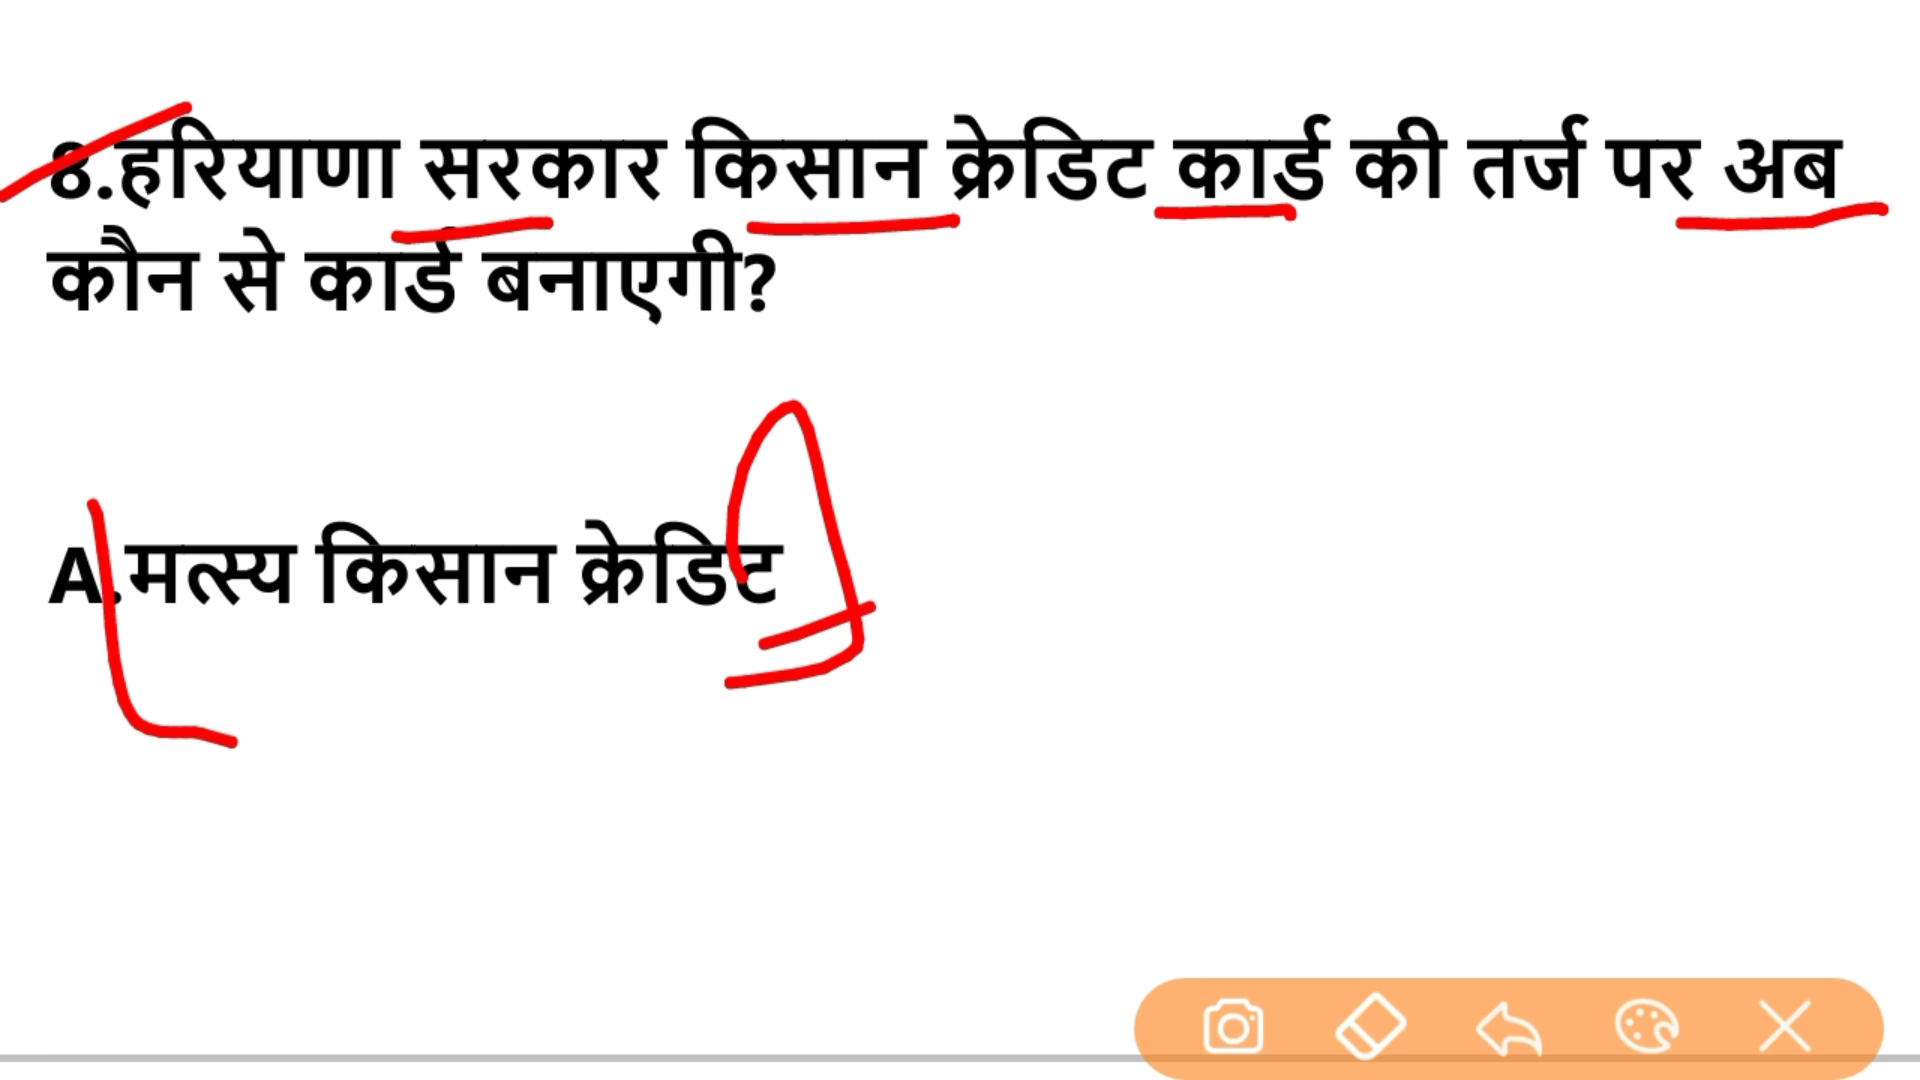 8.हरियाणा सरकार किसान क्रेडिट कार्ड की तर्ज पर अब
कौन से कार्ड बनाएगी?
A.मत्स्य किसान क्रेडिट